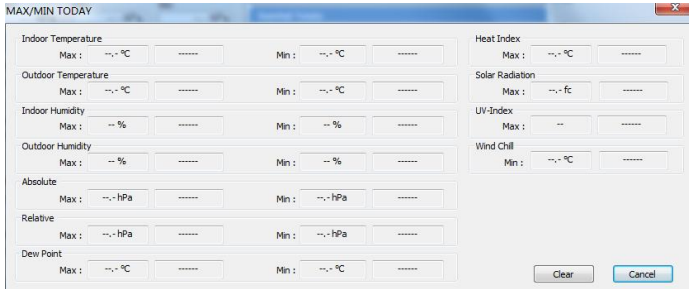 MAX/MIN TODAY
Indoor Temperature
Max : --.- ºC ------ Min : --.- ºC ------
Outdoor Temperature
Max : --.- ºC ------ Min : --.- ºC ------
Indoor Humidity
Max : -- % ------ Min : -- % ------
Outdoor Humidity
Max : -- % ------ Min : -- % ------
Absolute
Max : --.- hPa ------ Min : --.- hPa ------
Relative
Max : --.- hPa ------ Min : --.- hPa ------
Dew Point
Max : --.- ºC ------ Min : --.- ºC ------
Heat Index
Max : --.- ºC ------
Solar Radiation
Max : --.- fc ------
UV-Index
Max : -- ------
Wind Chill
Min : --.- ºC ------
Clear Cancel